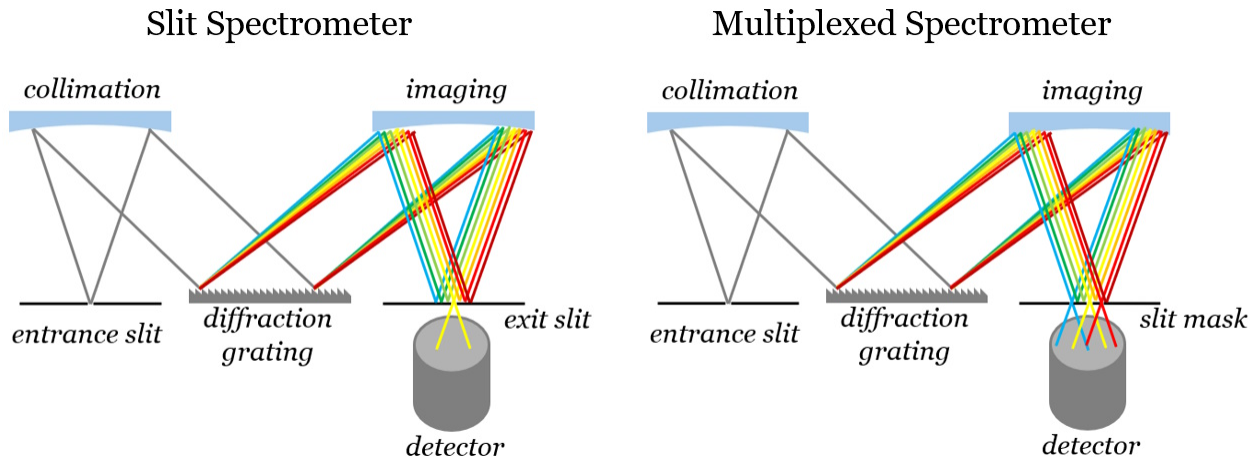 Slit Spectrometer
collimation
imaging
entrance slit
diffraction
grating
exit slit
detector
Multiplexed Spectrometer
collimation
imaging
entrance slit
diffraction
grating
slit mask
detector